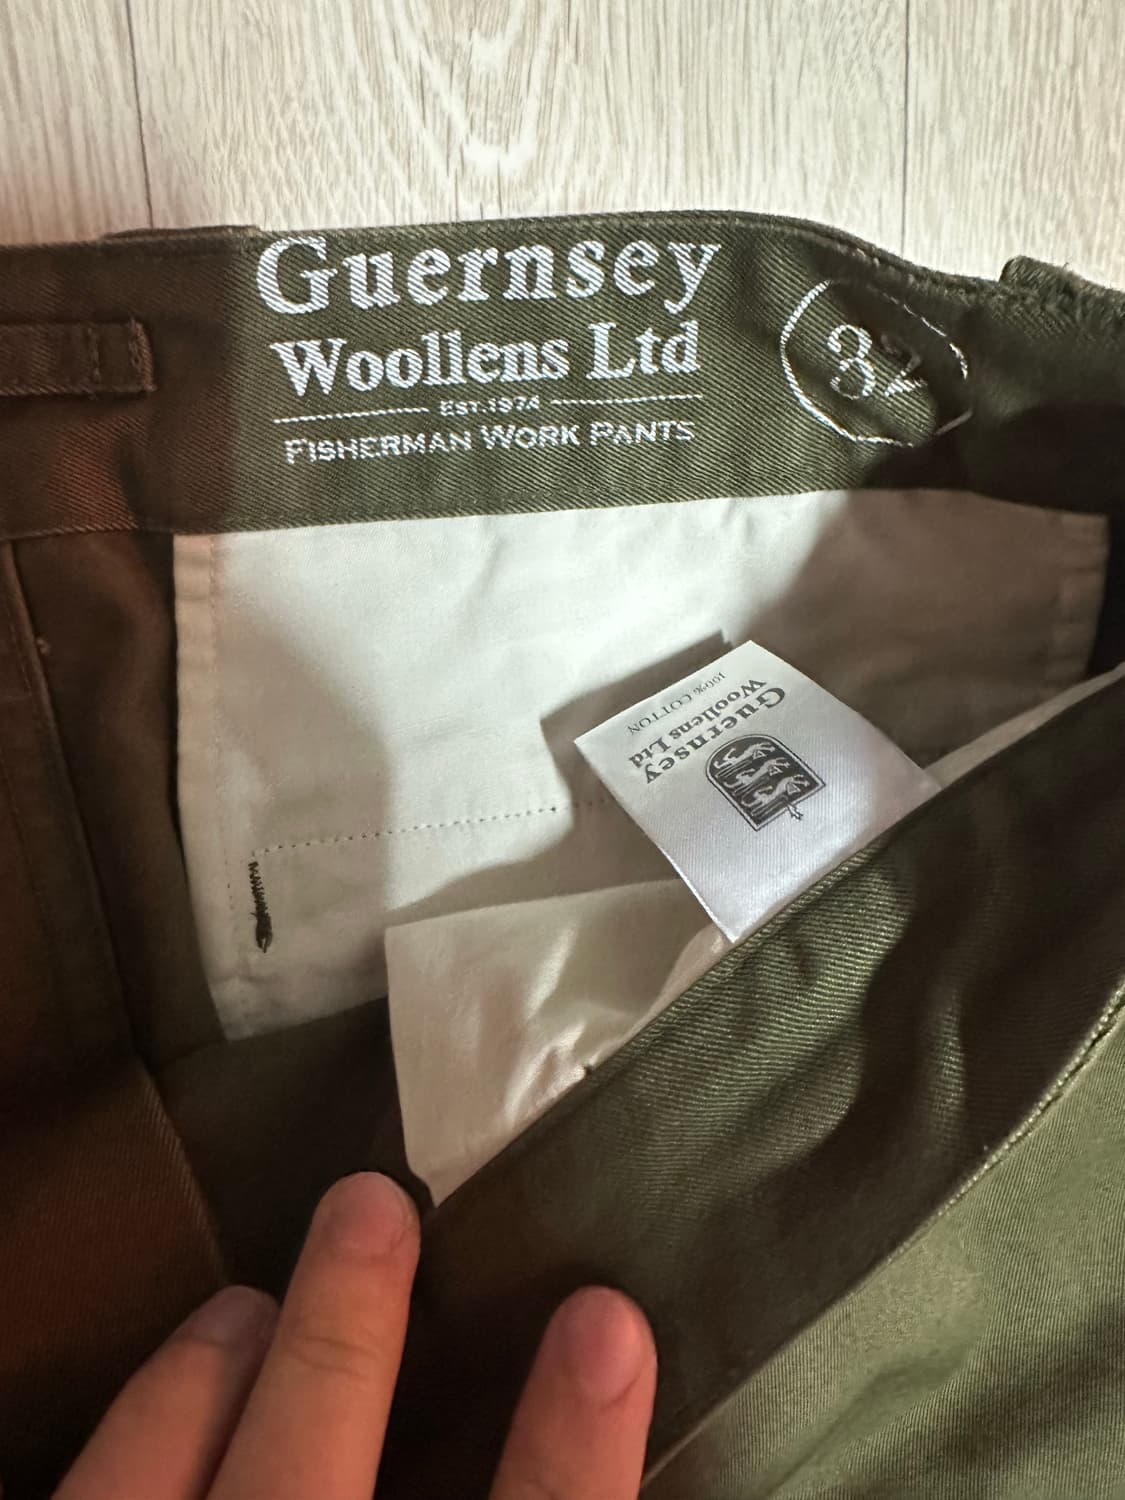 Guernsey
Woollens Ltd
EST.1974
FISHERMAN WORK PANTS
32
Guernsey
Woollens Ltd
100% COTTON